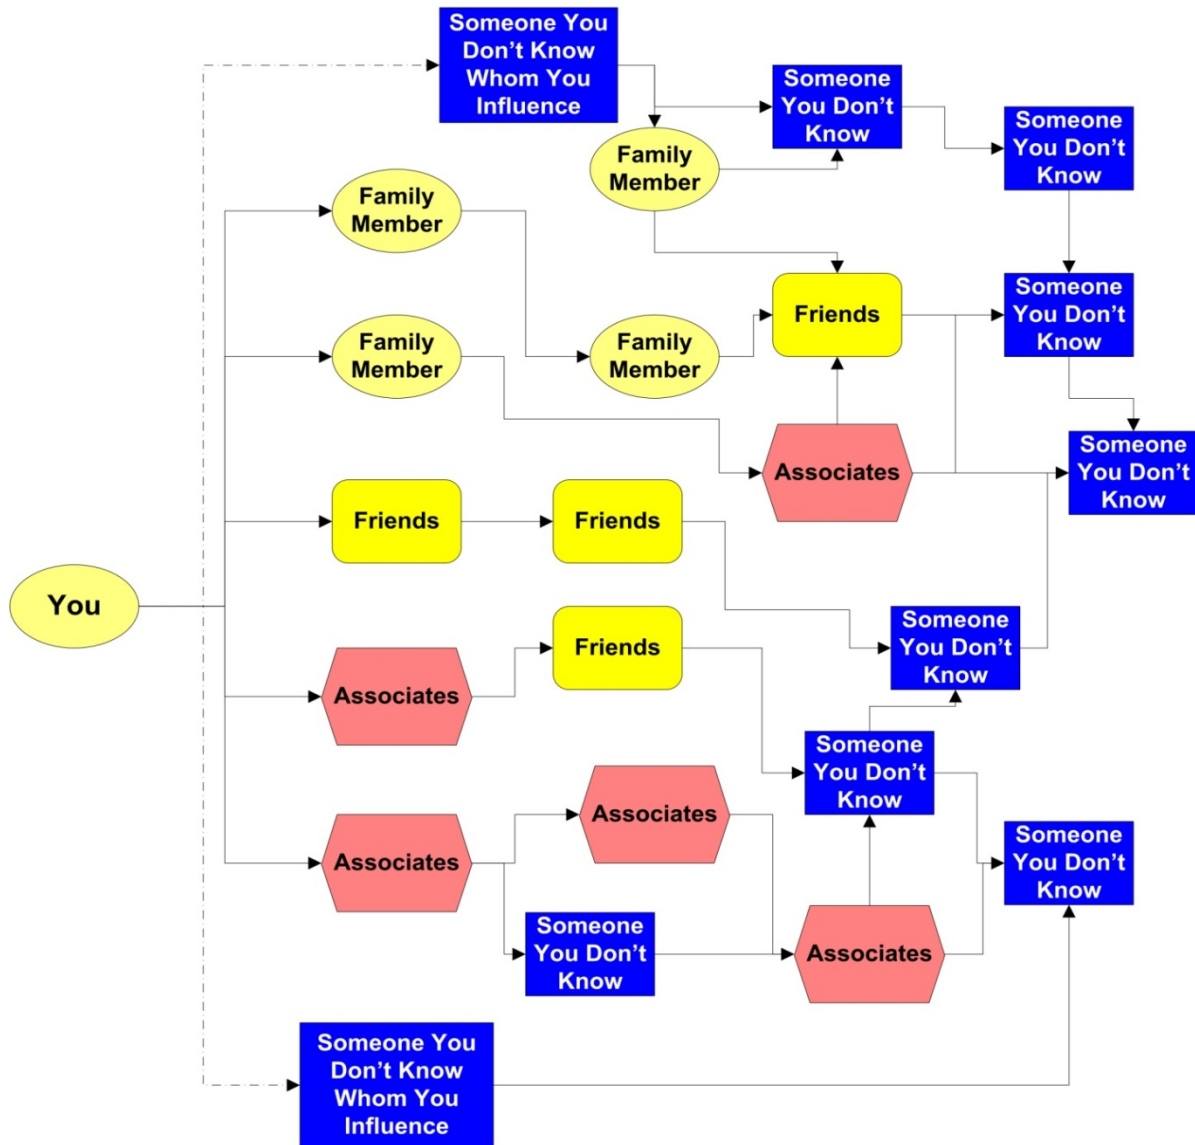 Someone You
Don't Know
Whom You
Influence
Someone
You Don't
Know
Someone
You Don't
Know
Family
Member
Family
Member
Someone
You Don't
Know
Friends
Family
Member
Family
Member
Someone
You Don't
Know
Associates
Friends
Friends
You
Someone
You Don't
Know
Friends
Associates
Someone
You Don't
Know
Associates
Associates
Someone
You Don't
Know
Someone
You Don't
Know
Associates
Someone You
Don't Know
Whom You
Influence